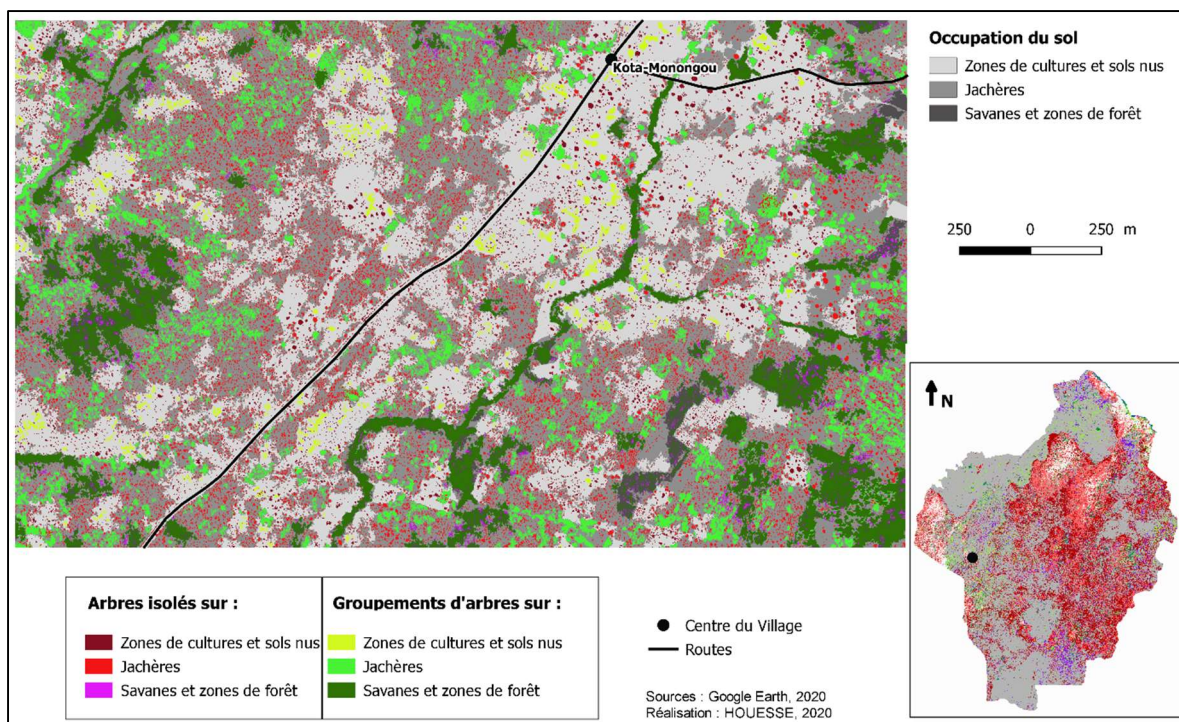 Kota-Monongou
Occupation du sol
Zones de cultures et sols nus
Jachères
Savanes et zones de forêt
250 0 250 m
N
Arbres isolés sur :
Zones de cultures et sols nus
Jachères
Savanes et zones de forêt
Groupements d'arbres sur :
Zones de cultures et sols nus
Jachères
Savanes et zones de forêt
Centre du Village
Routes
Sources : Google Earth, 2020
Réalisation : HOUESSE, 2020